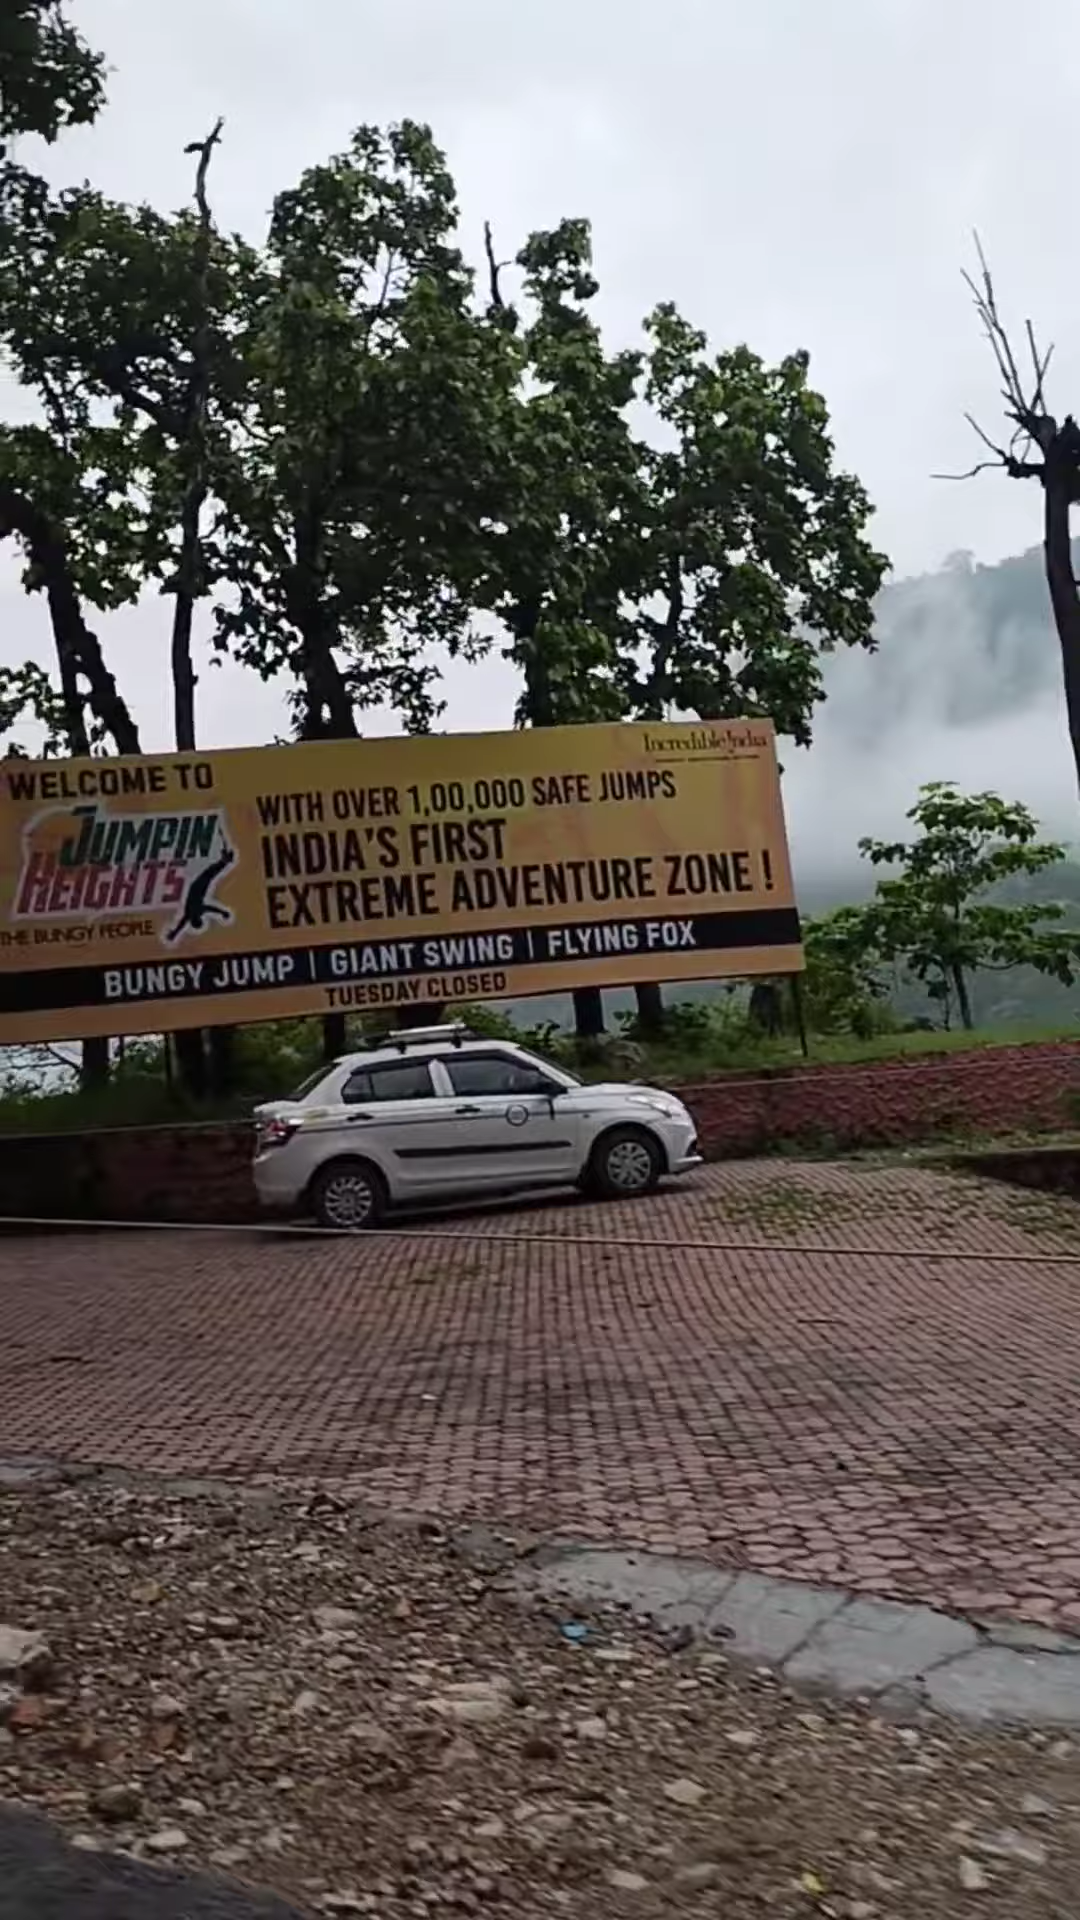 WELCOME TO
JUMPIN
HEIGHTS
THE BUNGY PEOPLE
Incredible India
WITH OVER 1,00,000 SAFE JUMPS
INDIA'S FIRST
EXTREME ADVENTURE ZONE !
BUNGY JUMP | GIANT SWING | FLYING FOX
TUESDAY CLOSED